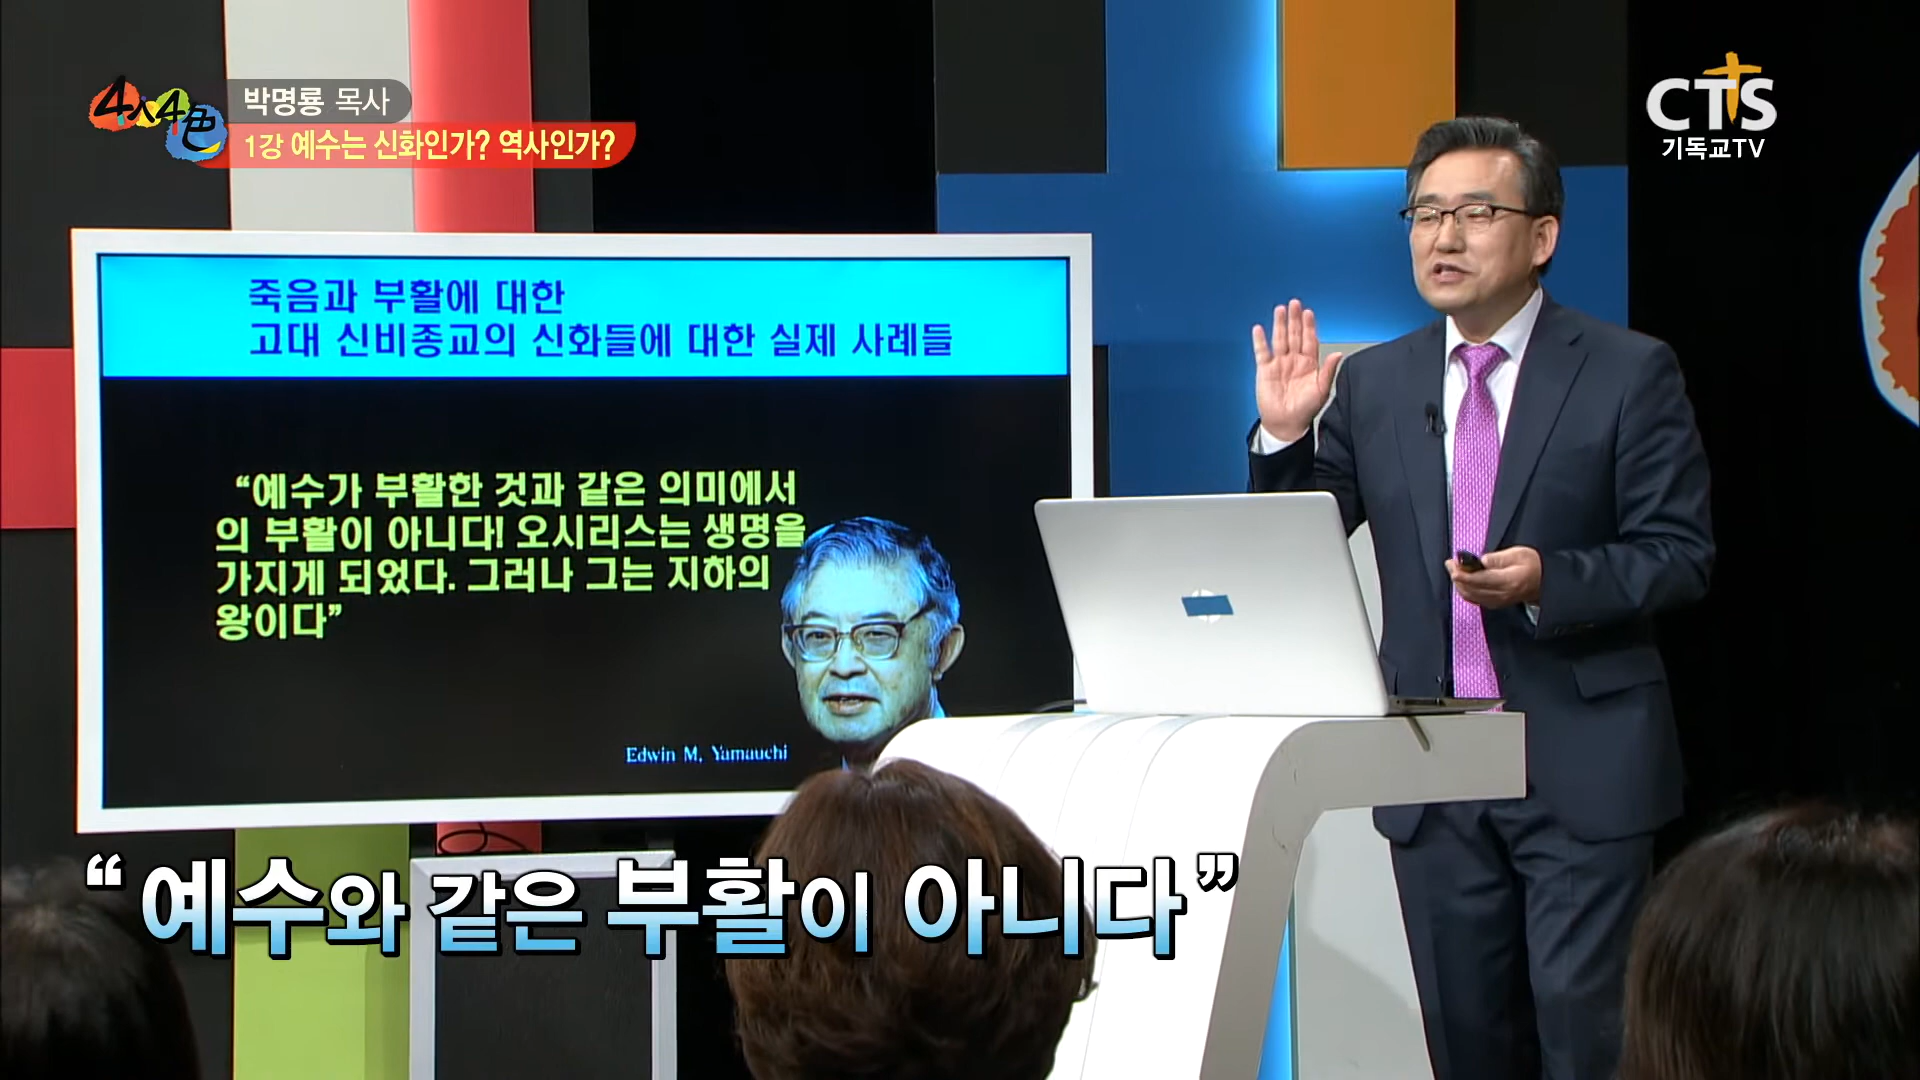 4人4色
박명룡 목사
1강 예수는 신화인가? 역사인가?
CTS
기독교TV
죽음과 부활에 대한
고대 신비종교의 신화들에 대한 실제 사례들
“예수가 부활한 것과 같은 의미에서
의 부활이 아니다! 오시리스는 생명을
가지게 되었다. 그러나 그는 지하의
왕이다”
Edwin M. Yamauchi
“예수와 같은 부활이 아니다”